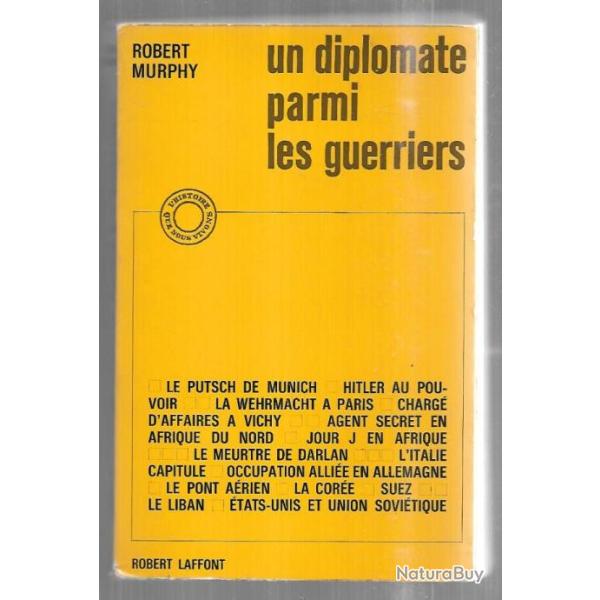 ROBERT
MURPHY
un diplomate
parmi
les guerriers
L'HISTOIRE
QUE NOUS VIVONS
LE PUTSCH DE MUNICH HITLER AU POU-
VOIR LA WEHRMACHT A PARIS CHARGÉ
D'AFFAIRES A VICHY AGENT SECRET EN
AFRIQUE DU NORD JOUR J EN AFRIQUE
LE MEURTRE DE DARLAN L'ITALIE
CAPITULE OCCUPATION ALLIÉE EN ALLEMAGNE
LE PONT AÉRIEN LA CORÉE SUEZ
LE LIBAN ÉTATS-UNIS ET UNION SOVIÉTIQUE
ROBERT LAFFONT
NaturaBuy